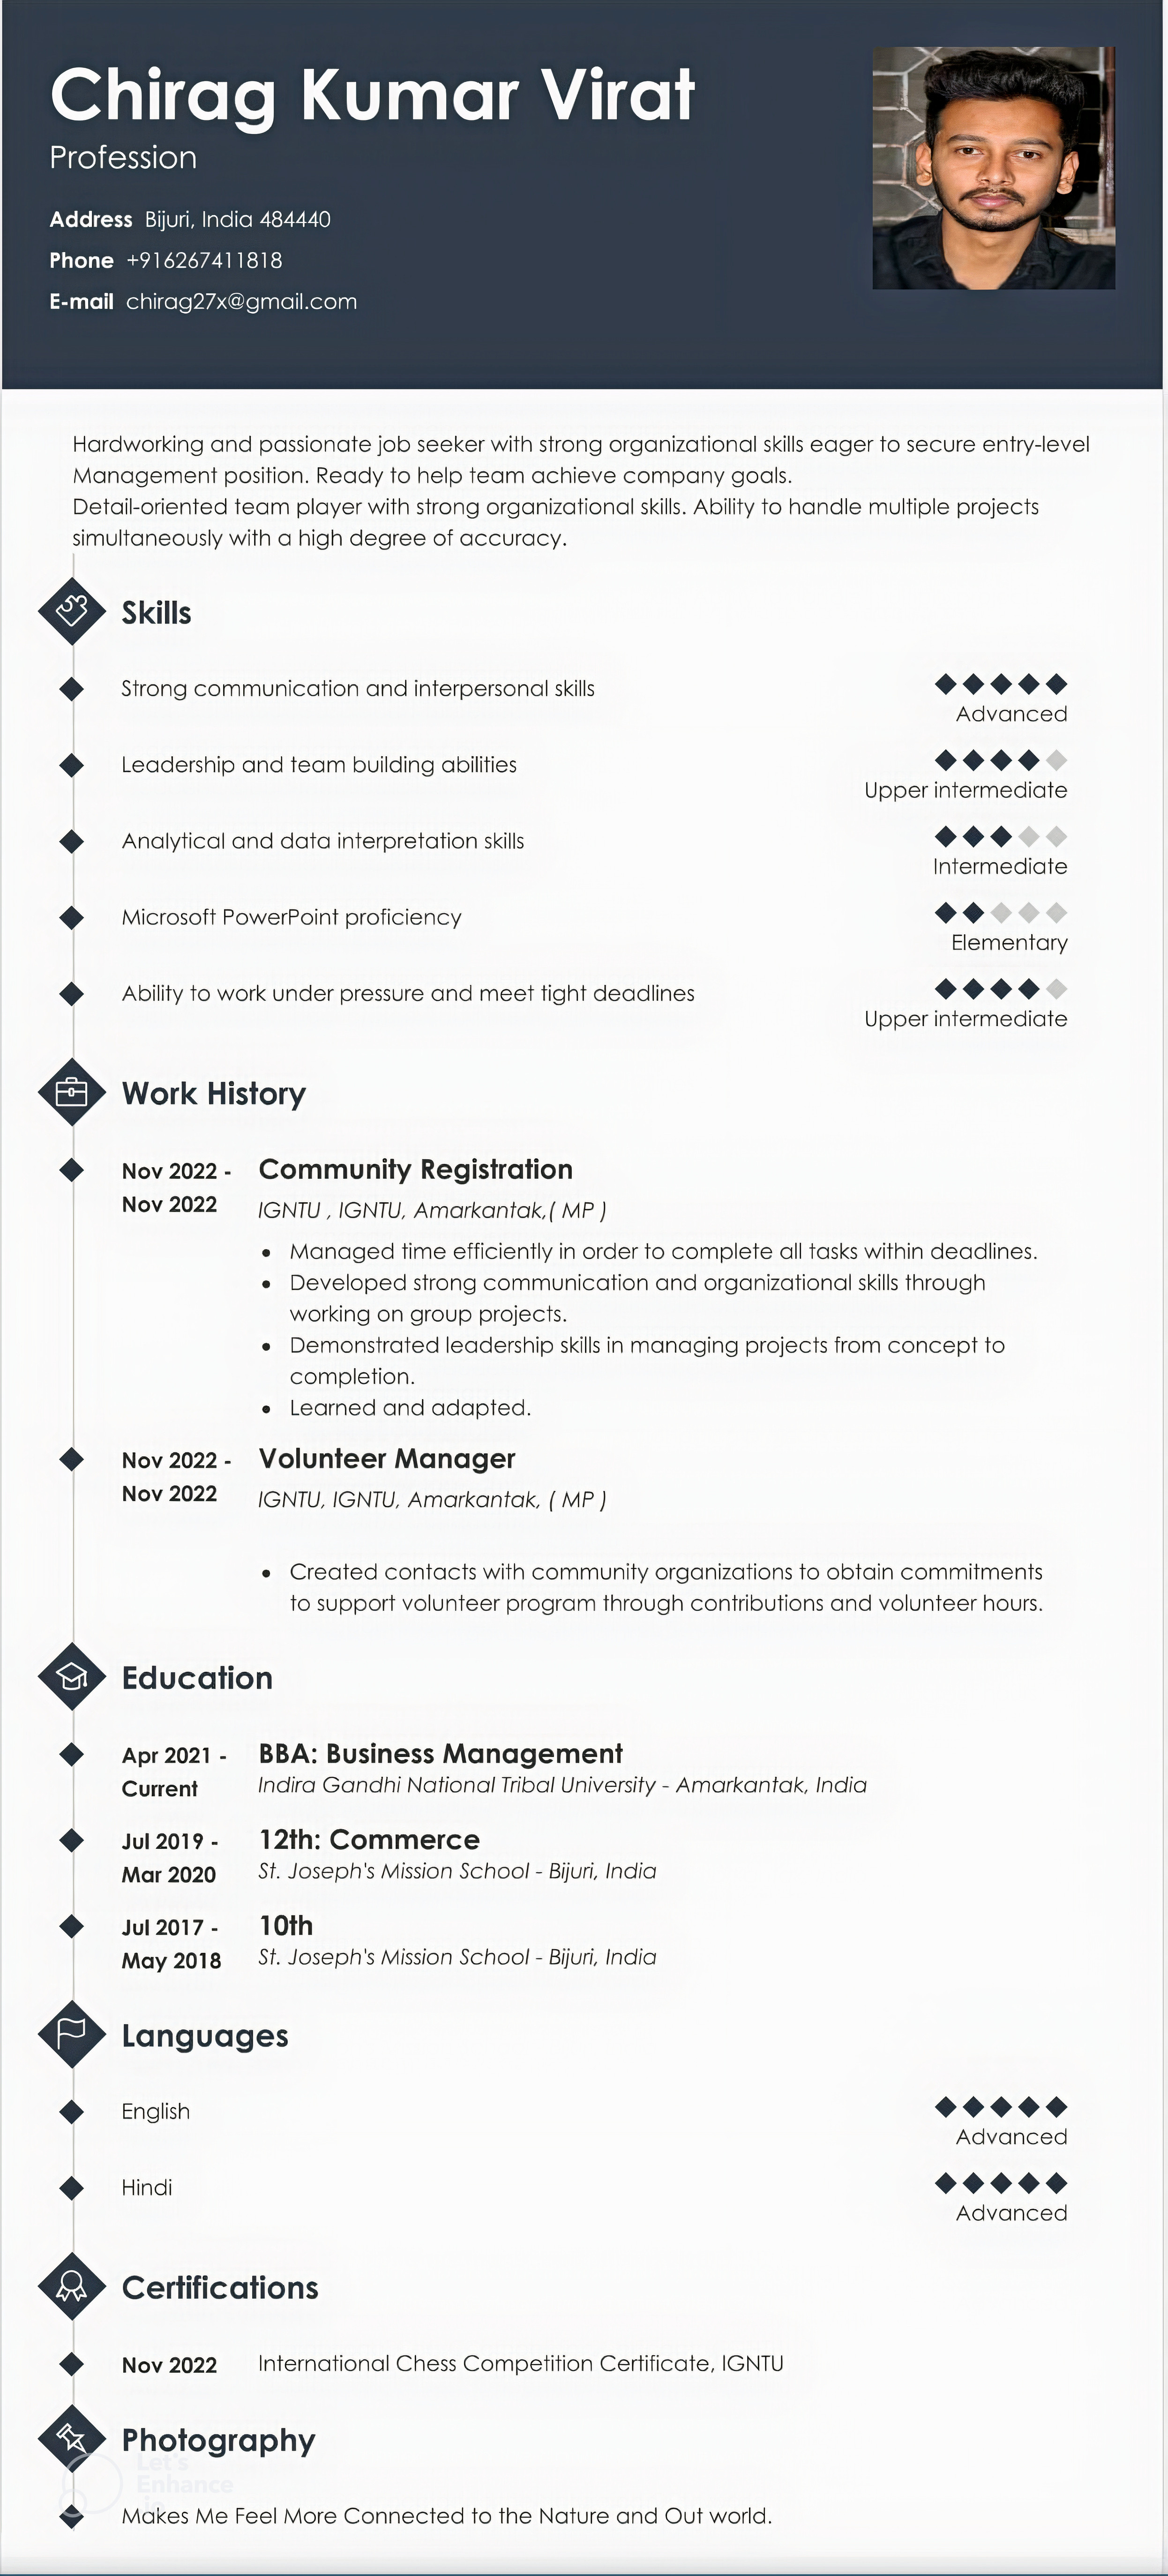 Chirag Kumar Virat
Profession
Address Bijuri, India 484440
Phone +916267411818
E-mail chirag27x@gmail.com
Hardworking and passionate job seeker with strong organizational skills eager to secure entry-level
Management position. Ready to help team achieve company goals.
Detail-oriented team player with strong organizational skills. Ability to handle multiple projects
simultaneously with a high degree of accuracy.
Skills
Strong communication and interpersonal skills
Advanced
Leadership and team building abilities
Upper intermediate
Analytical and data interpretation skills
Intermediate
Microsoft PowerPoint proficiency
Elementary
Ability to work under pressure and meet tight deadlines
Upper intermediate
Work History
Nov 2022 - Community Registration
Nov 2022 IGNTU , IGNTU, Amarkantak,( MP )
• Managed time efficiently in order to complete all tasks within deadlines.
• Developed strong communication and organizational skills through
working on group projects.
• Demonstrated leadership skills in managing projects from concept to
completion.
• Learned and adapted.
Nov 2022 - Volunteer Manager
Nov 2022 IGNTU, IGNTU, Amarkantak, ( MP )
• Created contacts with community organizations to obtain commitments
to support volunteer program through contributions and volunteer hours.
Education
Apr 2021 - BBA: Business Management
Current Indira Gandhi National Tribal University - Amarkantak, India
Jul 2019 - 12th: Commerce
Mar 2020 St. Joseph's Mission School - Bijuri, India
Jul 2017 - 10th
May 2018 St. Joseph's Mission School - Bijuri, India
Languages
English
Advanced
Hindi
Advanced
Certifications
Nov 2022 International Chess Competition Certificate, IGNTU
Photography
Let's
Enhance
.io
Makes Me Feel More Connected to the Nature and Out world.